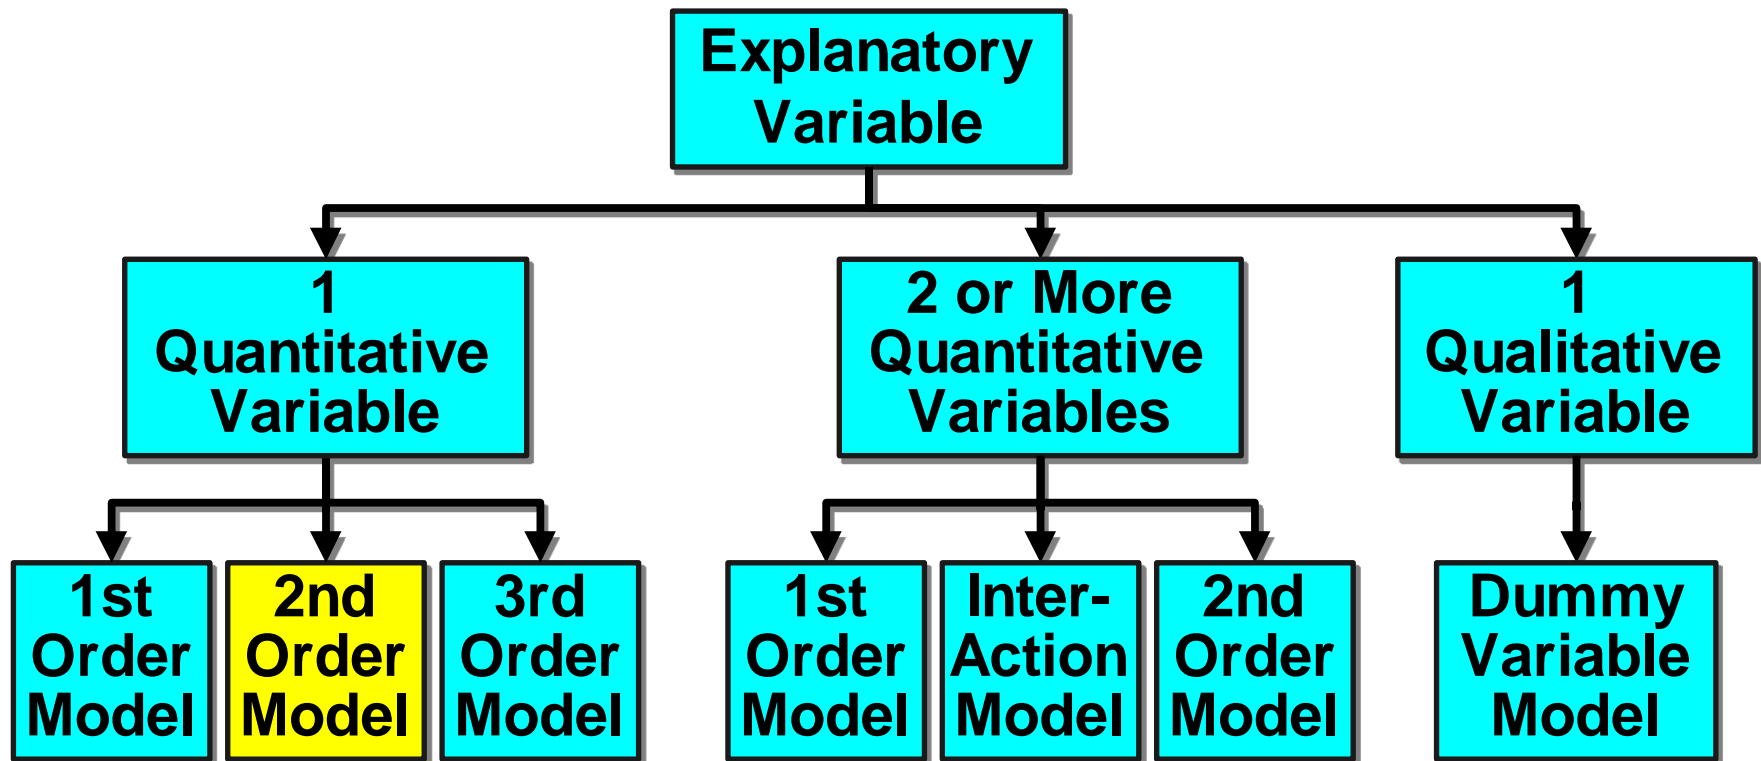 Explanatory
Variable
1
Quantitative
Variable
2 or More
Quantitative
Variables
1
Qualitative
Variable
1st
Order
Model
2nd
Order
Model
3rd
Order
Model
1st
Order
Model
Inter-
Action
Model
2nd
Order
Model
Dummy
Variable
Model